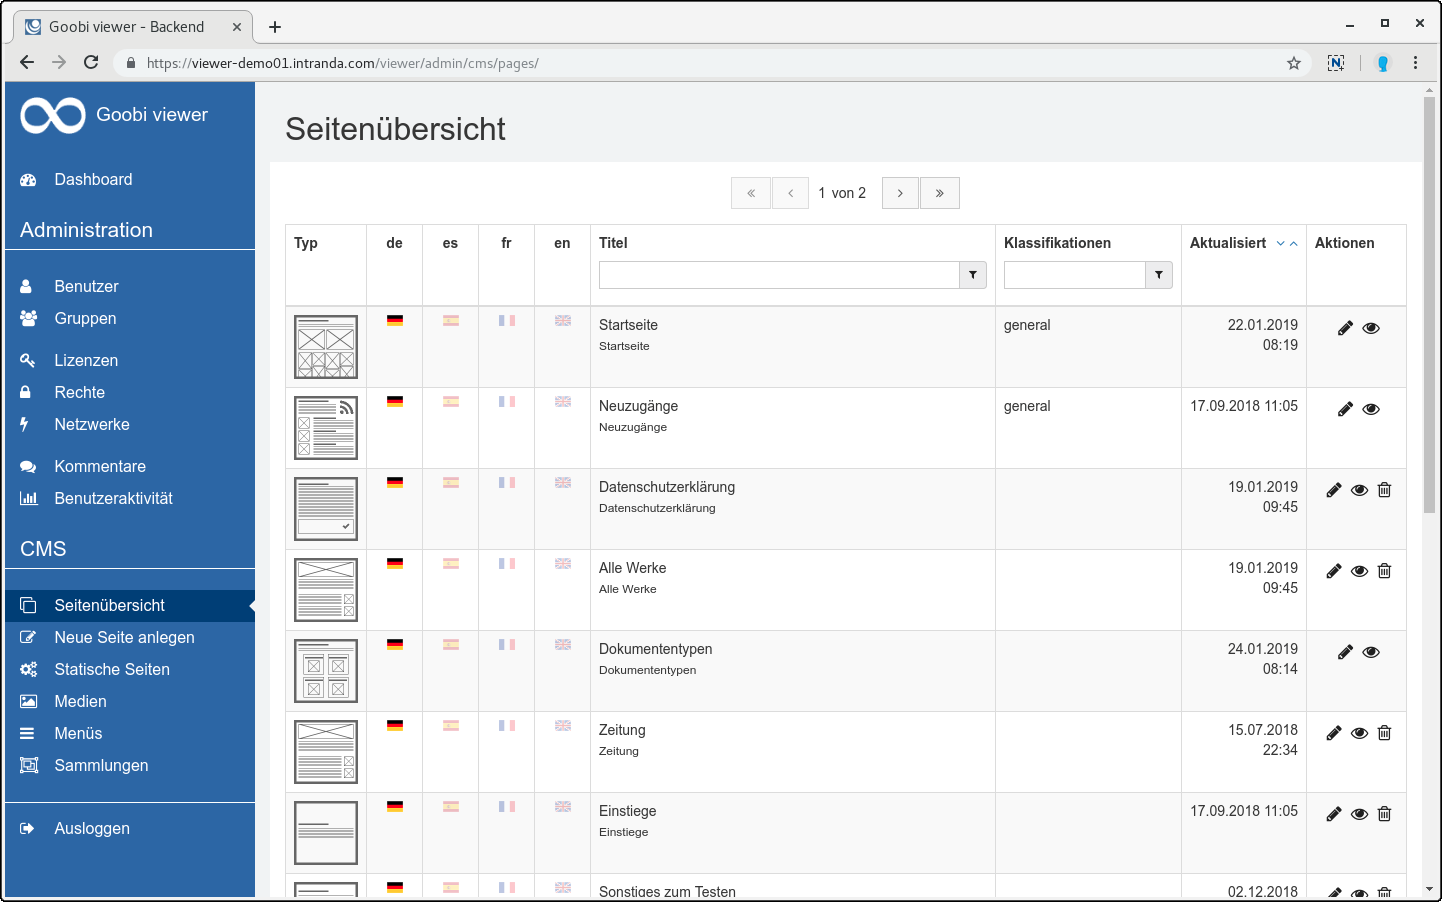 Goobi viewer - Backend
https://viewer-demo01.intranda.com/viewer/admin/cms/pages/
Goobi viewer
Dashboard
Administration
Benutzer
Gruppen
Lizenzen
Rechte
Netzwerke
Kommentare
Benutzeraktivität
CMS
Seitenübersicht
Neue Seite anlegen
Statische Seiten
Medien
Menüs
Sammlungen
Ausloggen
Seitenübersicht
« ‹ 1 von 2 › »
Typ de es fr en Titel Klassifikationen Aktualisiert Aktionen
Startseite general 22.01.2019
Startseite 08:19
Neuzugänge general 17.09.2018 11:05
Neuzugänge
Datenschutzerklärung 19.01.2019
Datenschutzerklärung 09:45
Alle Werke 19.01.2019
Alle Werke 09:45
Dokumententypen 24.01.2019
Dokumententypen 08:14
Zeitung 15.07.2018
Zeitung 22:34
Einstiege 17.09.2018 11:05
Einstiege
Sonstiges zum Testen 02.12.2018